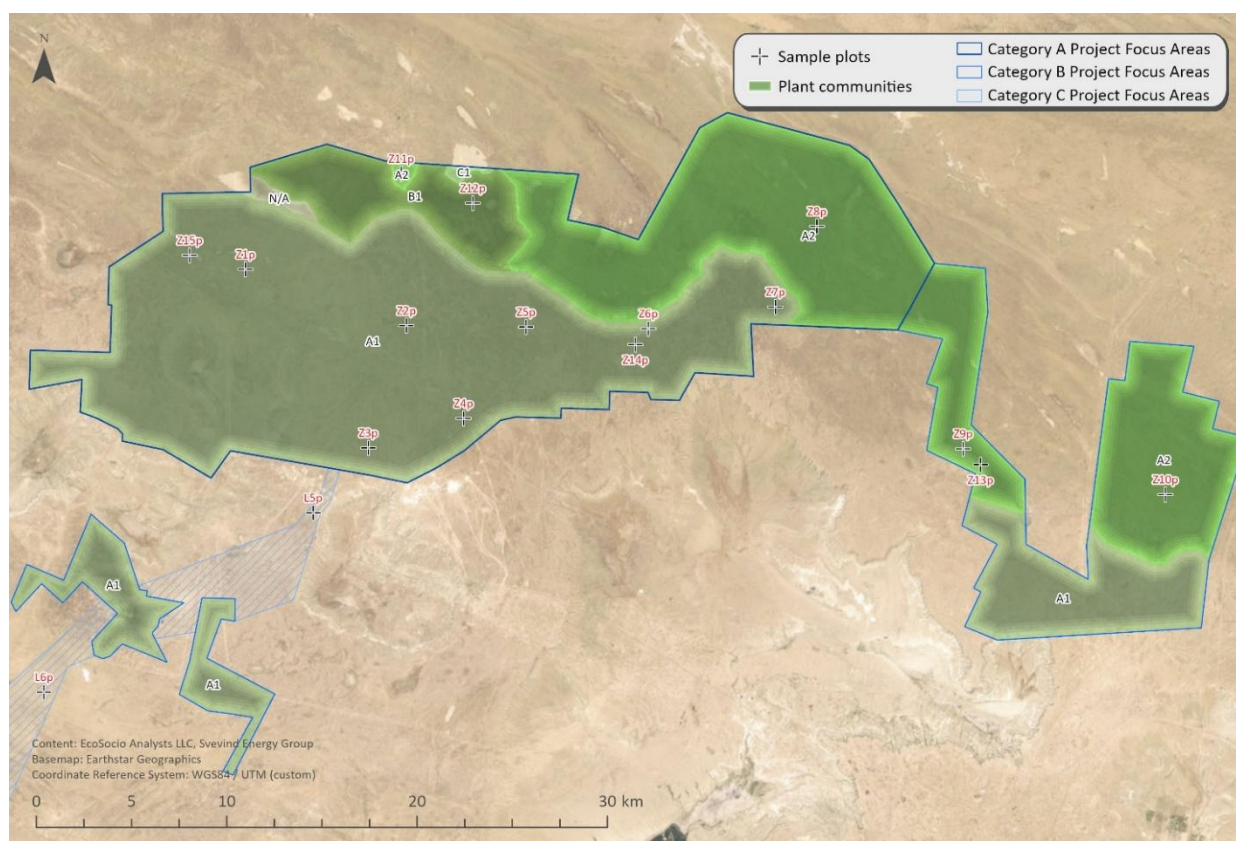 N
Sample plots
Plant communities
Category A Project Focus Areas
Category B Project Focus Areas
Category C Project Focus Areas
Z11p
A2
C1
Z12p
N/A
B1
Z8p
A2
Z15p
Z1p
Z2p
Z5p
Z6p
Z7p
A1
Z14p
Z4p
Z3p
Z9p
Z13p
A2
Z10p
L5p
A1
A1
A1
L6p
Content: EcoSocio Analysts LLC, Svevind Energy Group
Basemap: Earthstar Geographics
Coordinate Reference System: WGS84 / UTM (custom)
0 5 10 20 30 km